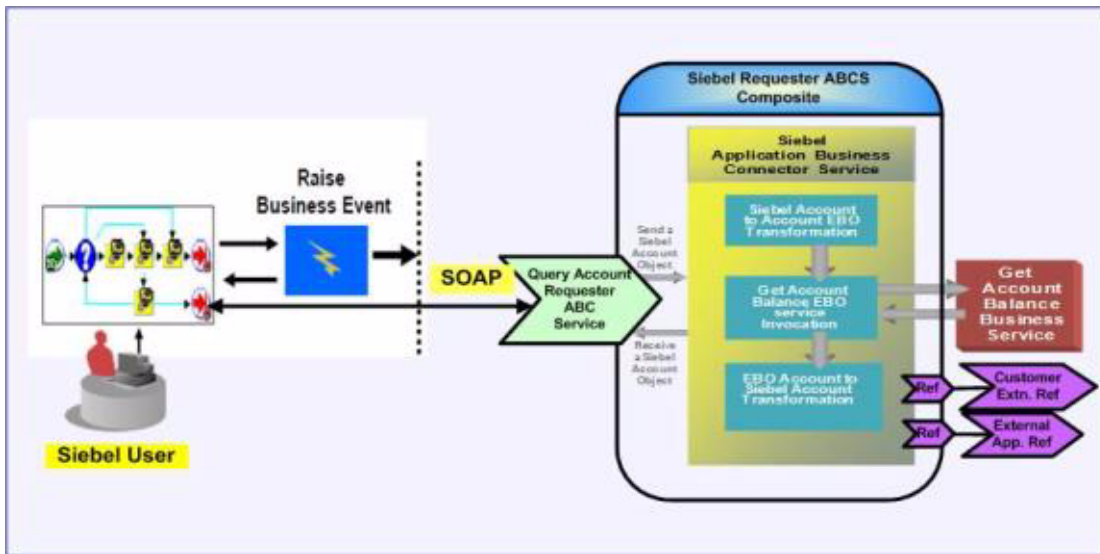 Siebel Requester ABCS
Composite
Siebel
Application Business
Connector Service
Raise
Business Event
Siebel Account
to Account EBO
Transformation
Send a
Siebel
Account
Object
SOAP
Query Account
Requester
ABC
Service
Get Account
Balance EBO
service
Invocation
Get
Account
Balance
Business
Service
Receive
a Siebel
Account
Object
EBO Account to
Siebel Account
Transformation
Ref
Customer
Extn. Ref
Ref
External
App. Ref
Siebel User
?